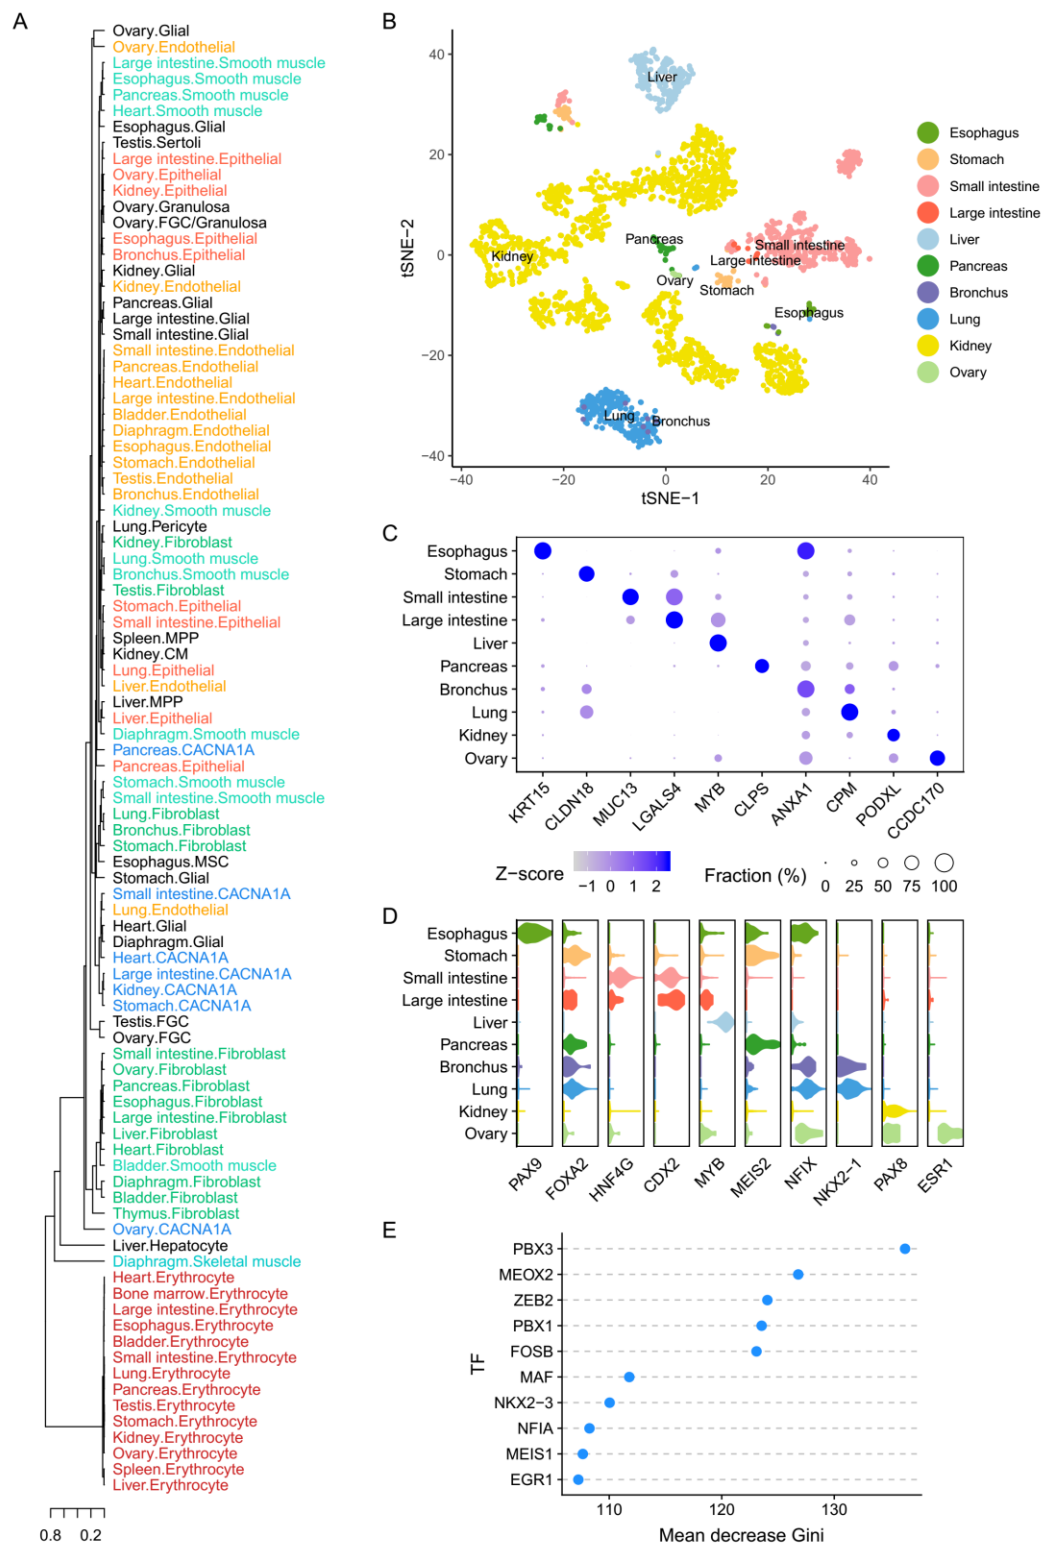 A
Ovary.Glial
Ovary.Endothelial
Large intestine.Smooth muscle
Esophagus.Smooth muscle
Pancreas.Smooth muscle
Heart.Smooth muscle
Esophagus.Glial
Testis.Sertoli
Large intestine.Epithelial
Ovary.Epithelial
Kidney.Epithelial
Ovary.Granulosa
Ovary.FGC/Granulosa
Esophagus.Epithelial
Bronchus.Epithelial
Kidney.Glial
Kidney.Endothelial
Pancreas.Glial
Large intestine.Glial
Small intestine.Glial
Small intestine.Endothelial
Pancreas.Endothelial
Heart.Endothelial
Large intestine.Endothelial
Bladder.Endothelial
Diaphragm.Endothelial
Esophagus.Endothelial
Stomach.Endothelial
Testis.Endothelial
Bronchus.Endothelial
Kidney.Smooth muscle
Lung.Pericyte
Kidney.Fibroblast
Lung.Smooth muscle
Bronchus.Smooth muscle
Testis.Fibroblast
Stomach.Epithelial
Small intestine.Epithelial
Spleen.MPP
Kidney.CM
Lung.Epithelial
Liver.Endothelial
Liver.MPP
Liver.Epithelial
Diaphragm.Smooth muscle
Pancreas.CACNA1A
Pancreas.Epithelial
Stomach.Smooth muscle
Small intestine.Smooth muscle
Lung.Fibroblast
Bronchus.Fibroblast
Stomach.Fibroblast
Esophagus.MSC
Stomach.Glial
Small intestine.CACNA1A
Lung.Endothelial
Heart.Glial
Diaphragm.Glial
Heart.CACNA1A
Large intestine.CACNA1A
Kidney.CACNA1A
Stomach.CACNA1A
Testis.FGC
Ovary.FGC
Small intestine.Fibroblast
Ovary.Fibroblast
Pancreas.Fibroblast
Esophagus.Fibroblast
Large intestine.Fibroblast
Liver.Fibroblast
Heart.Fibroblast
Bladder.Smooth muscle
Diaphragm.Fibroblast
Bladder.Fibroblast
Thymus.Fibroblast
Ovary.CACNA1A
Liver.Hepatocyte
Diaphragm.Skeletal muscle
Heart.Erythrocyte
Bone marrow.Erythrocyte
Large intestine.Erythrocyte
Esophagus.Erythrocyte
Bladder.Erythrocyte
Small intestine.Erythrocyte
Lung.Erythrocyte
Pancreas.Erythrocyte
Testis.Erythrocyte
Stomach.Erythrocyte
Kidney.Erythrocyte
Ovary.Erythrocyte
Spleen.Erythrocyte
Liver.Erythrocyte
0.8 0.2
B
tSNE−2
40
20
0
−20
−40
Liver
Kidney
Pancreas
Ovary
Small intestine
Large intestine
Stomach
Esophagus
Lung
Bronchus
−40 −20 0 20 40
tSNE−1
Esophagus
Stomach
Small intestine
Large intestine
Liver
Pancreas
Bronchus
Lung
Kidney
Ovary
C
Esophagus
Stomach
Small intestine
Large intestine
Liver
Pancreas
Bronchus
Lung
Kidney
Ovary
KRT15 CLDN18 MUC13 LGALS4 MYB CLPS ANXA1 CPM PODXL CCDC170
Z−score
−1 0 1 2
Fraction (%)
0 25 50 75 100
D
Esophagus
Stomach
Small intestine
Large intestine
Liver
Pancreas
Bronchus
Lung
Kidney
Ovary
PAX9 FOXA2 HNF4G CDX2 MYB MEIS2 NFIX NKX2−1 PAX8 ESR1
E
TF
PBX3
MEOX2
ZEB2
PBX1
FOSB
MAF
NKX2−3
NFIA
MEIS1
EGR1
110 120 130
Mean decrease Gini